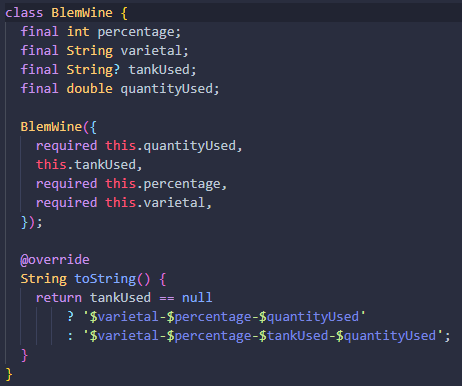 class BlemWine {
  final int percentage;
  final String varietal;
  final String? tankUsed;
  final double quantityUsed;

  BlemWine({
    required this.quantityUsed,
    this.tankUsed,
    required this.percentage,
    required this.varietal,
  });

  @override
  String toString() {
    return tankUsed == null
        ? '$varietal-$percentage-$quantityUsed'
        : '$varietal-$percentage-$tankUsed-$quantityUsed';
  }
}